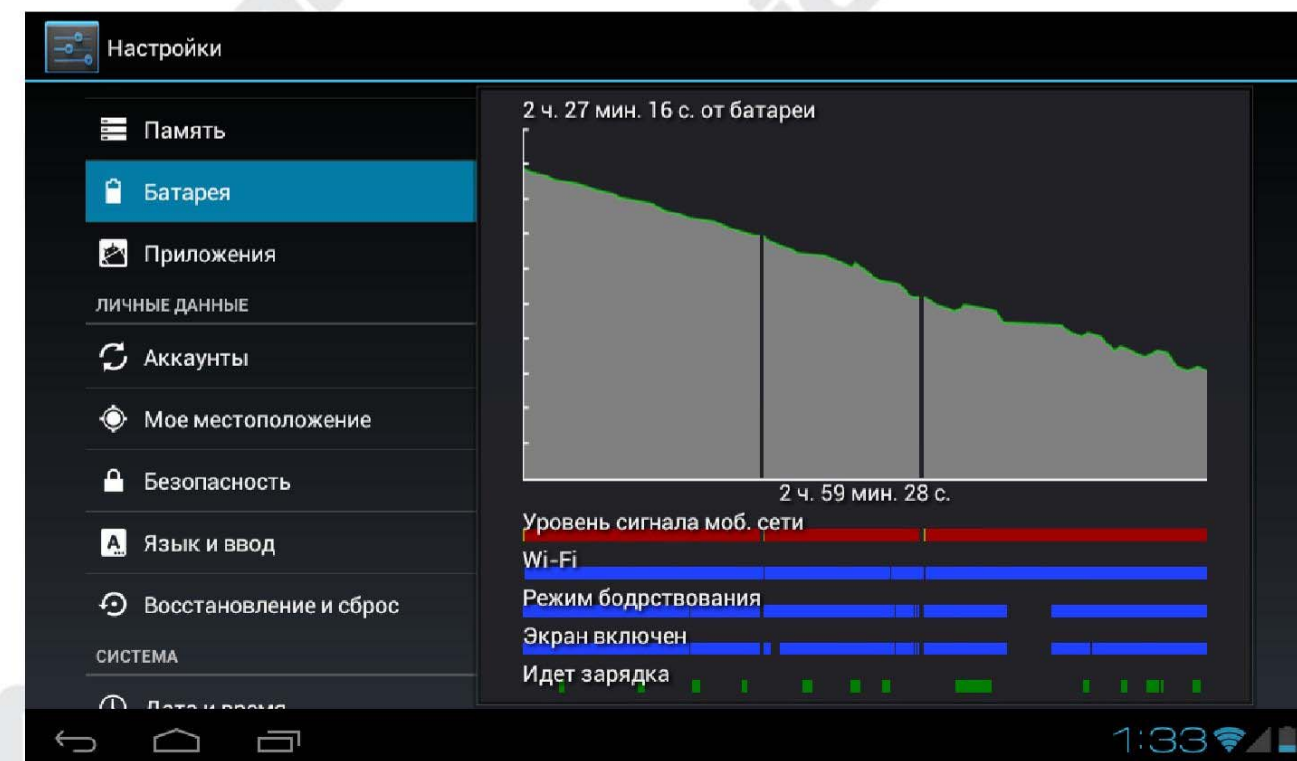 Настройки
Память
Батарея
Приложения
ЛИЧНЫЕ ДАННЫЕ
Аккаунты
Мое местоположение
Безопасность
Язык и ввод
Восстановление и сброс
СИСТЕМА
Дата и время
2 ч. 27 мин. 16 с. от батареи
2 ч. 59 мин. 28 с.
Уровень сигнала моб. сети
Wi-Fi
Режим бодрствования
Экран включен
Идет зарядка
1:33